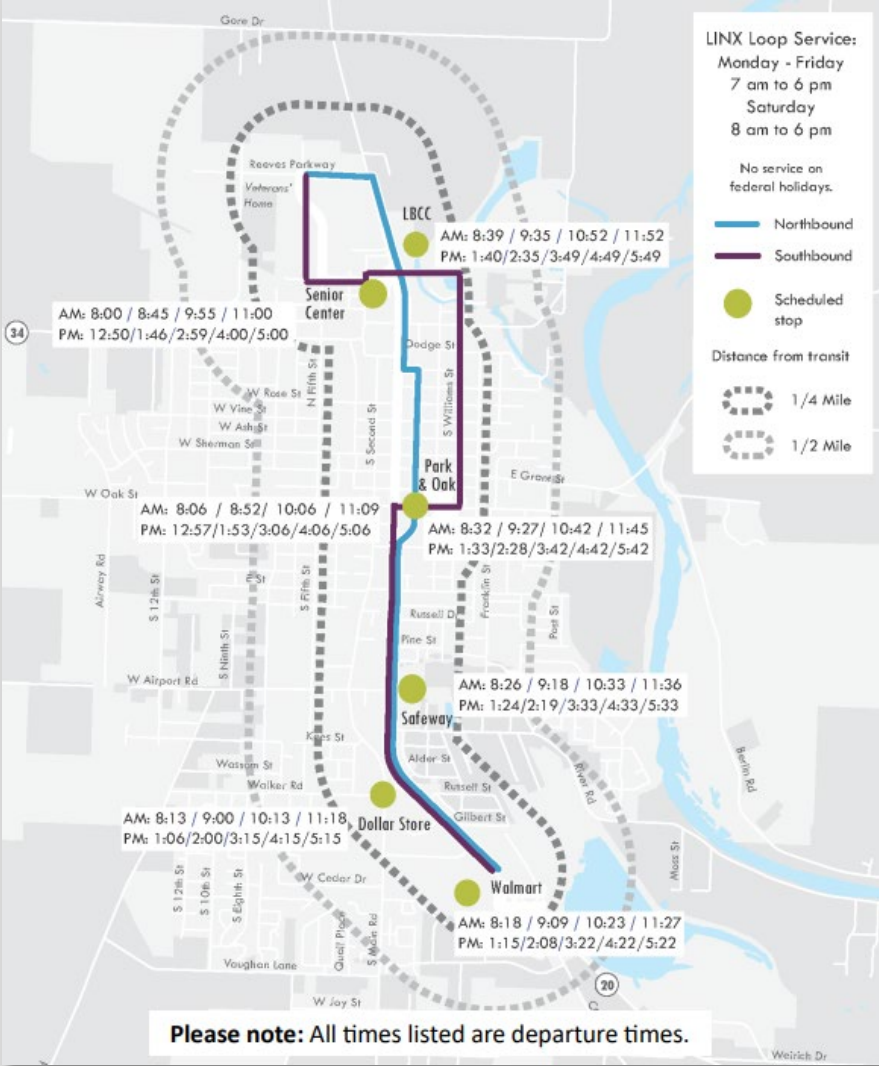 Gore Dr
LINX Loop Service:
Monday - Friday
7 am to 6 pm
Saturday
8 am to 6 pm
No service on
federal holidays.
Northbound
Southbound
Scheduled
stop
Distance from transit
1/4 Mile
1/2 Mile
Reeves Parkway
Veterans'
Home
LBCC
AM: 8:39 / 9:35 / 10:52 / 11:52
PM: 1:40/2:35/3:49/4:49/5:49
Senior
Center
AM: 8:00 / 8:45 / 9:55 / 11:00
PM: 12:50/1:46/2:59/4:00/5:00
34
Dodge St
N Fifth St
W Rose St
W Vine St
W Ash St
W Sherman St
S Second St
S Williams St
Park
& Oak
E Grant St
W Oak St
AM: 8:06 / 8:52/ 10:06 / 11:09
PM: 12:57/1:53/3:06/4:06/5:06
AM: 8:32 / 9:27 / 10:42 / 11:45
PM: 1:33/2:28/3:42/4:42/5:42
Airway Rd
S 12th St
S Fifth St
Franklin St
Post St
Russell Dr
Pine St
S Ninth St
W Airport Rd
AM: 8:26 / 9:18 / 10:33 / 11:36
PM: 1:24/2:19/3:33/4:33/5:33
Safeway
Kees St
Alder St
Wassom St
Walker Rd
Russell St
River Rd
Berlin Rd
Gilbert St
AM: 8:13 / 9:00 / 10:13 / 11:18
PM: 1:06/2:00/3:15/4:15/5:15
Dollar Store
Moss St
S 12th St
S 10th St
S Eighth St
W Cedar Dr
Walmart
AM: 8:18 / 9:09 / 10:23 / 11:27
PM: 1:15/2:08/3:22/4:22/5:22
Quail Place
S Main Rd
Vaughan Lane
20
W Joy St
Please note: All times listed are departure times.
Weirich Dr